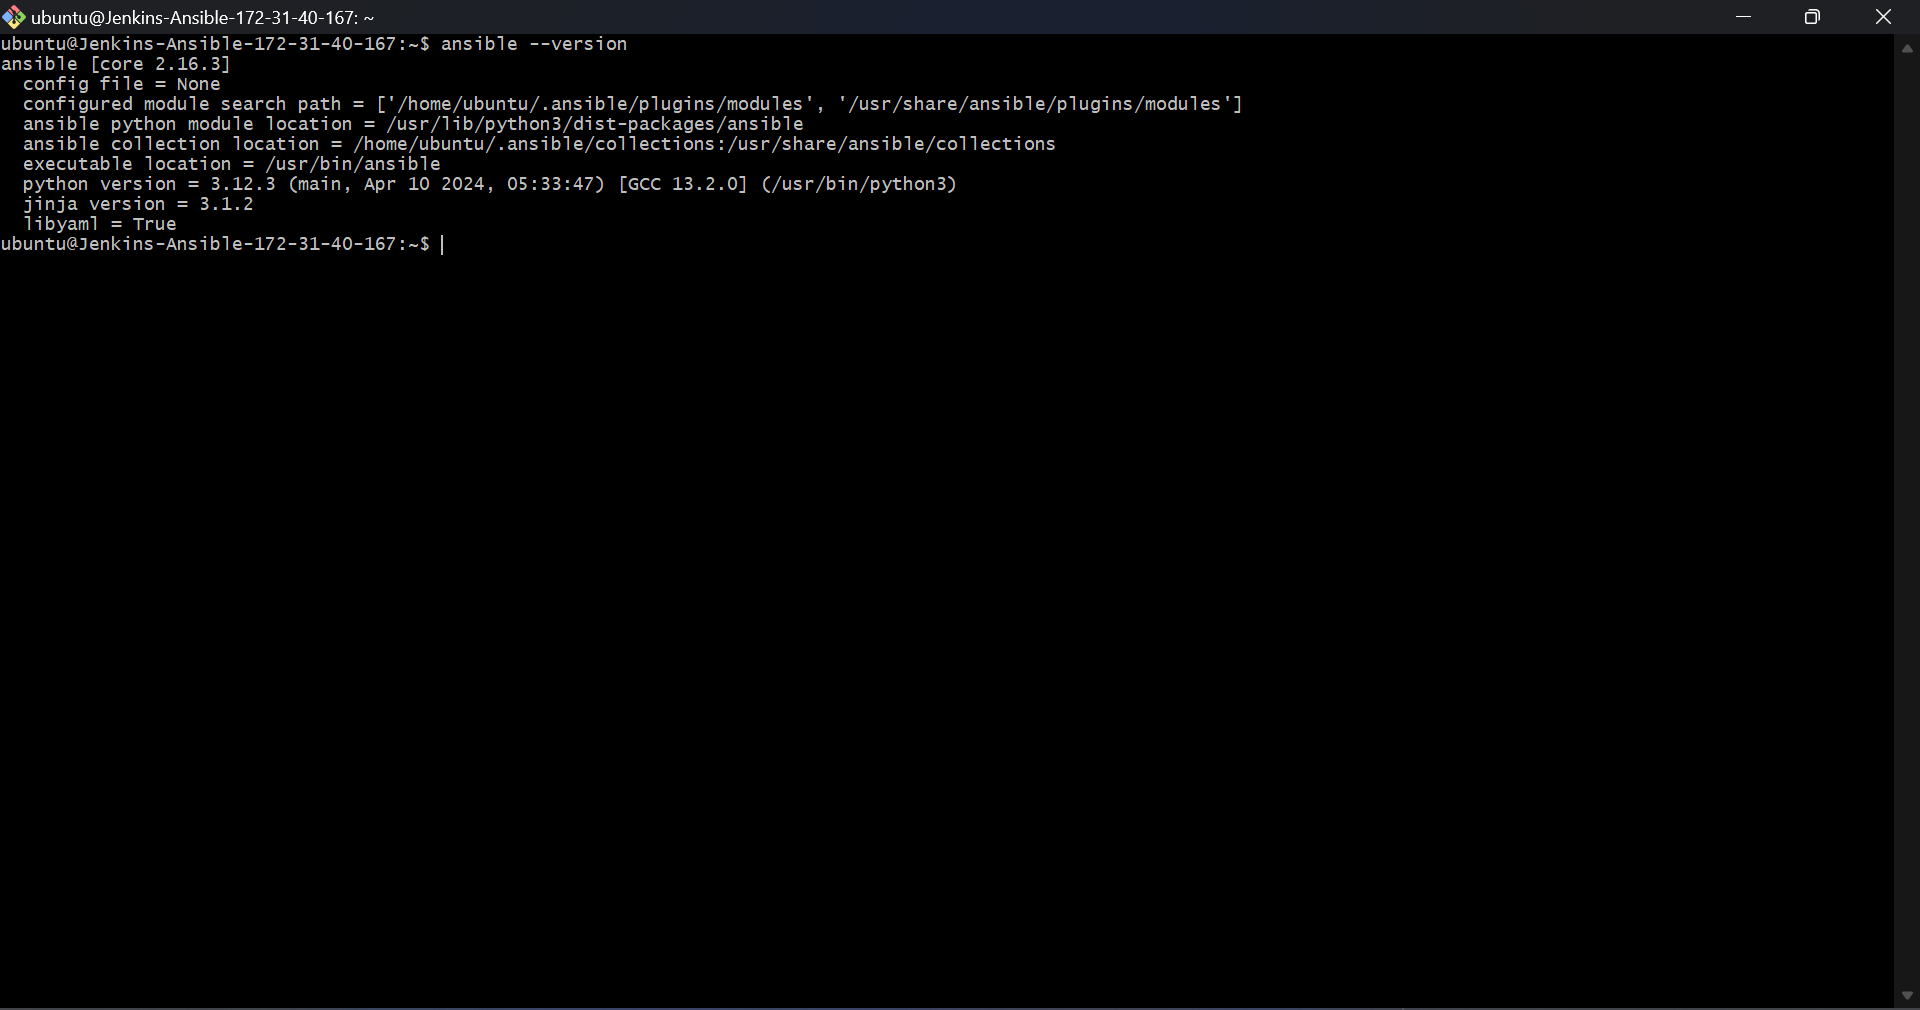 ubuntu@Jenkins-Ansible-172-31-40-167: ~
ubuntu@Jenkins-Ansible-172-31-40-167:~$ ansible --version
ansible [core 2.16.3]
  config file = None
  configured module search path = ['/home/ubuntu/.ansible/plugins/modules', '/usr/share/ansible/plugins/modules']
  ansible python module location = /usr/lib/python3/dist-packages/ansible
  ansible collection location = /home/ubuntu/.ansible/collections:/usr/share/ansible/collections
  executable location = /usr/bin/ansible
  python version = 3.12.3 (main, Apr 10 2024, 05:33:47) [GCC 13.2.0] (/usr/bin/python3)
  jinja version = 3.1.2
  libyaml = True
ubuntu@Jenkins-Ansible-172-31-40-167:~$